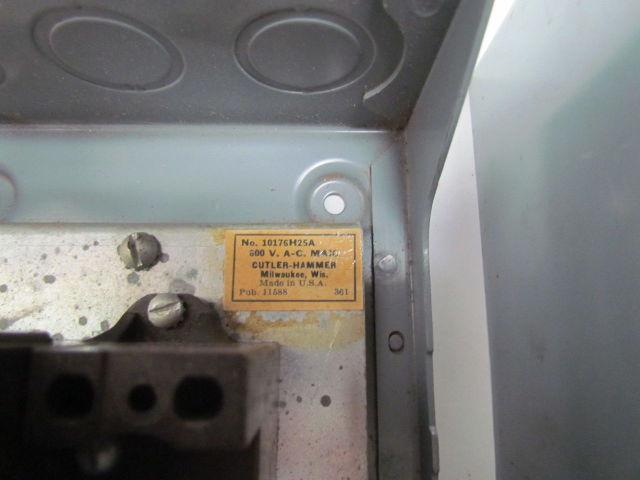 No. 10176H25A
600 V. A-C. MAX.
CUTLER-HAMMER
Milwaukee, Wis.
Made in U.S.A.
Pub. 11588 361